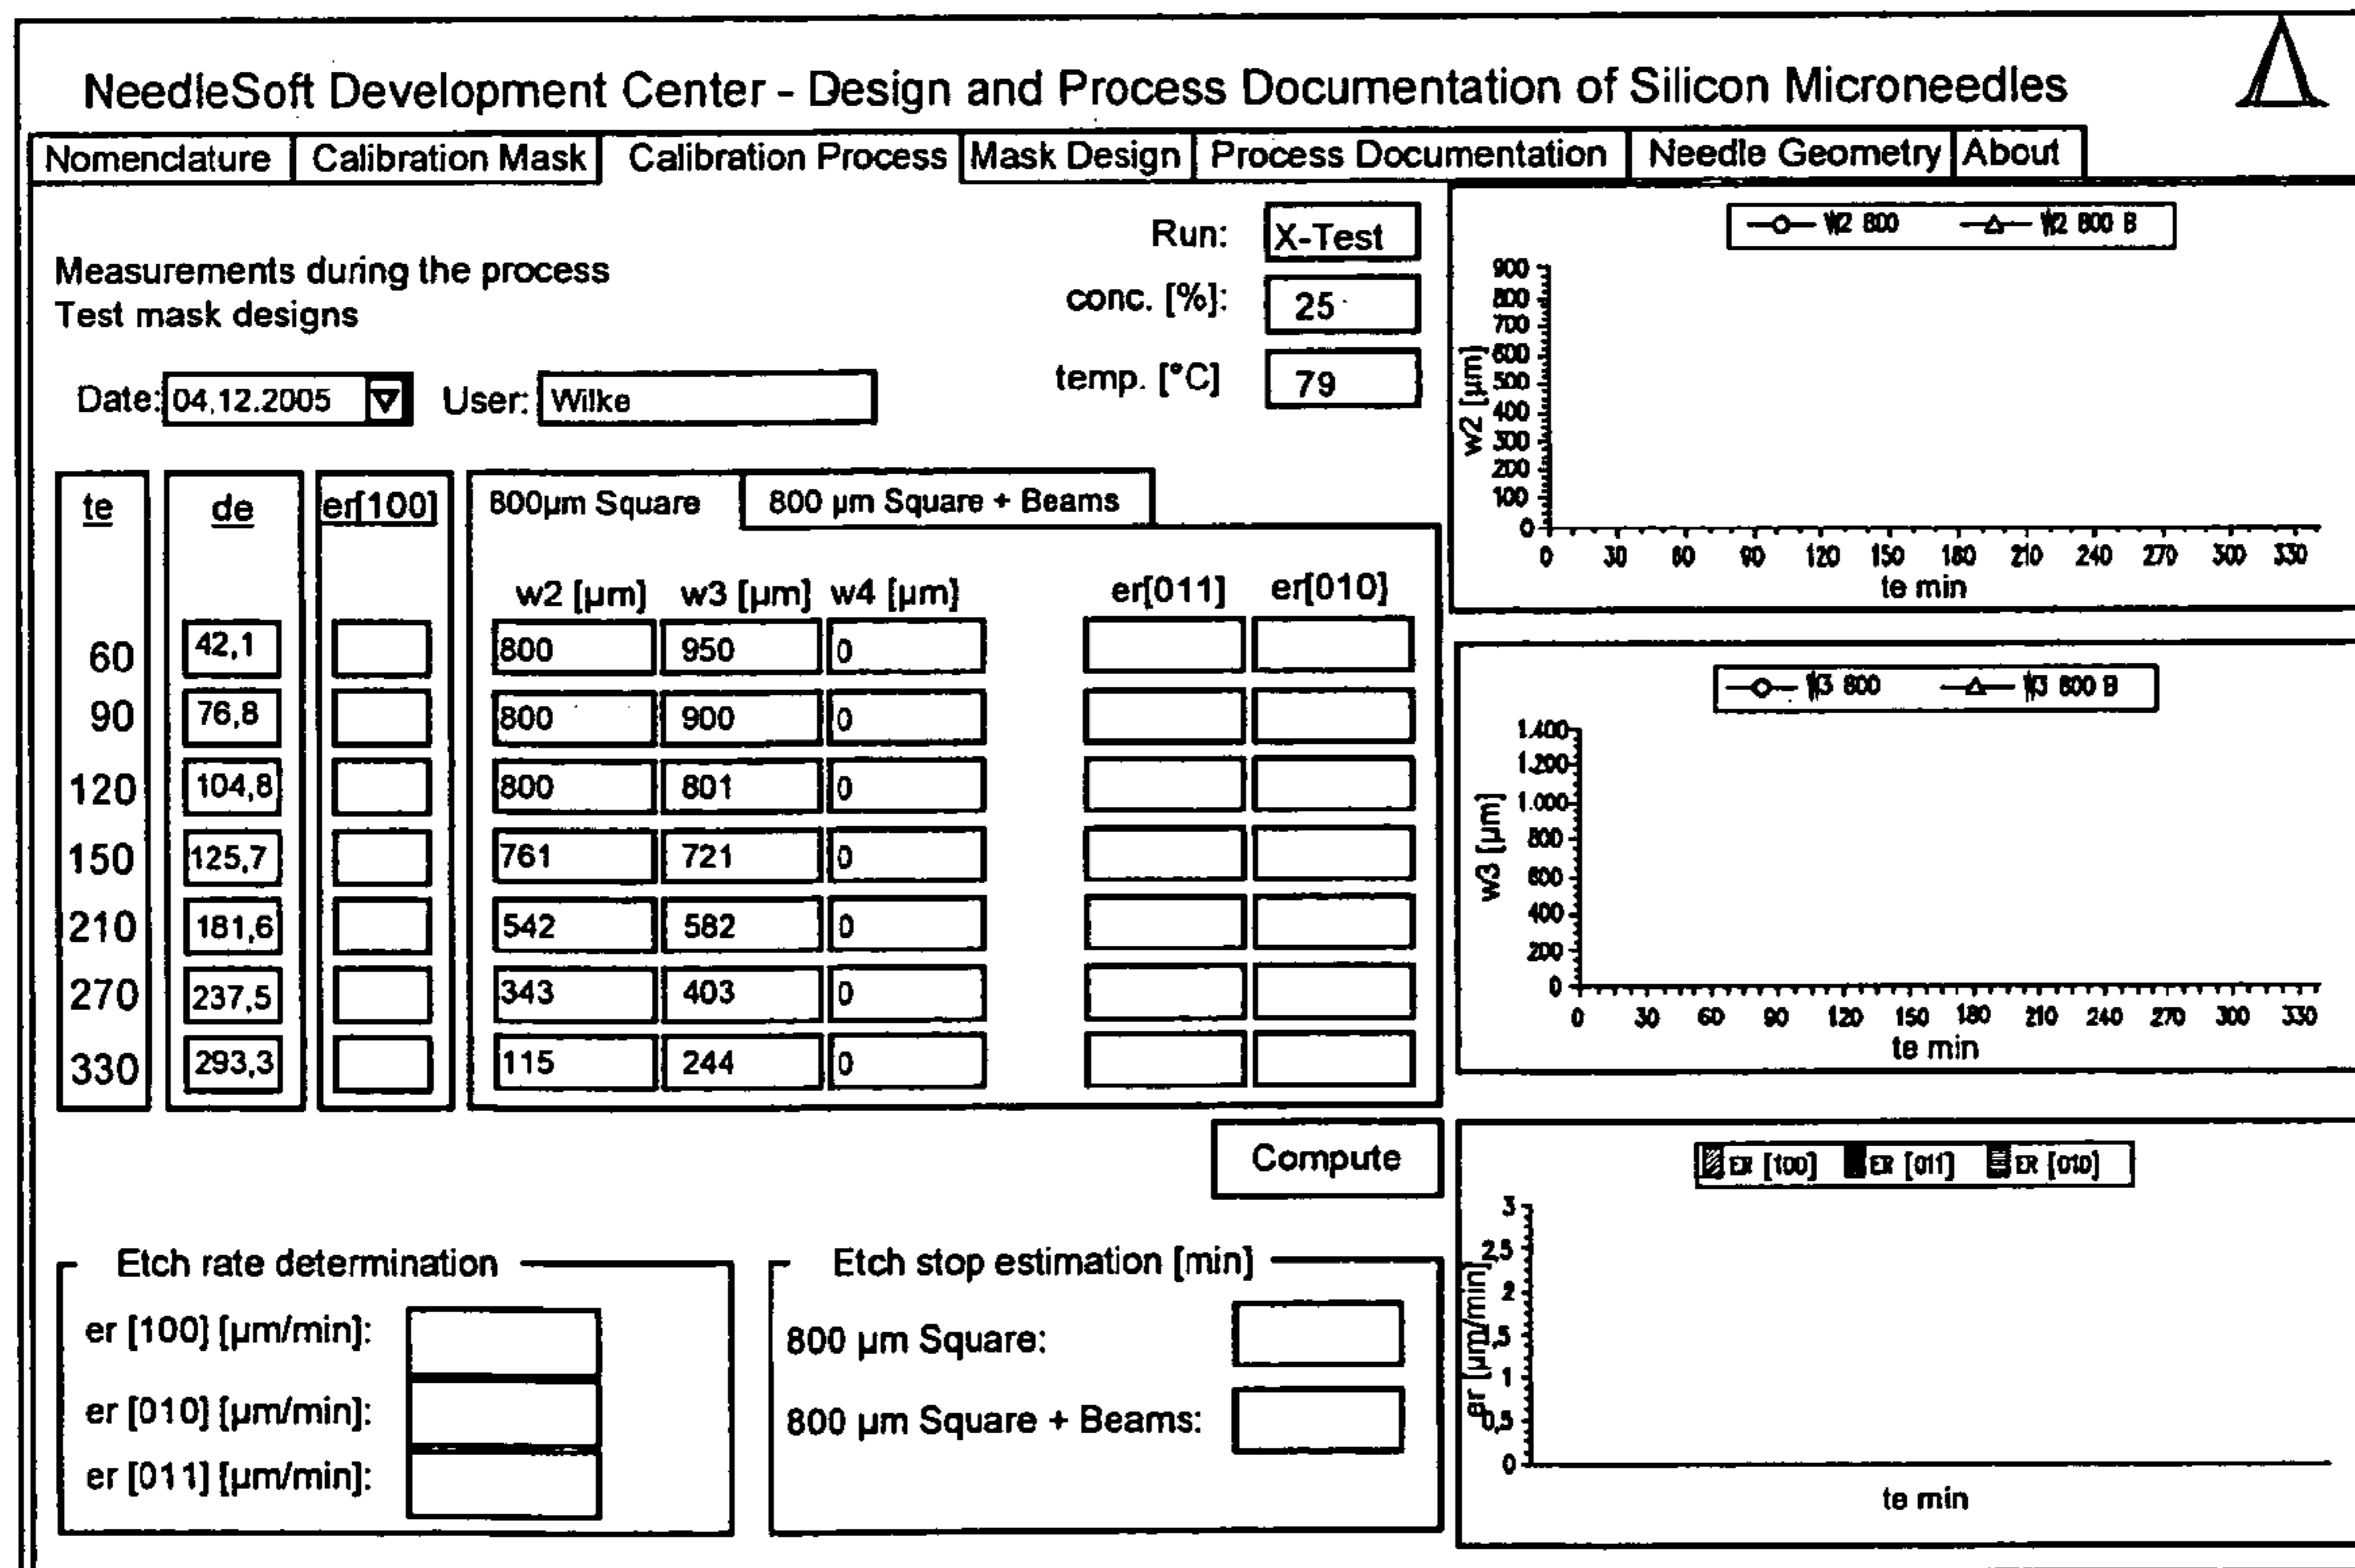 NeedleSoft Development Center - Design and Process Documentation of Silicon Microneedles
Nomenclature Calibration Mask Calibration Process Mask Design Process Documentation Needle Geometry About
Measurements during the process
Test mask designs
Run: X-Test
conc. [%]: 25
temp. [°C] 79
Date: 04.12.2005 User: Wilke
te de er[100] 800µm Square 800 µm Square + Beams
w2 [µm] w3 [µm] w4 [µm] er[011] er[010]
60 42,1 800 950 0
90 76,8 800 900 0
120 104,8 800 801 0
150 125,7 761 721 0
210 181,6 542 582 0
270 237,5 343 403 0
330 293,3 115 244 0
Compute
Etch rate determination
er [100] [µm/min]:
er [010] [µm/min]:
er [011] [µm/min]:
Etch stop estimation [min]
800 µm Square:
800 µm Square + Beams:
W2 800 W2 800 B
w2 [µm]
900
800
700
600
500
400
300
200
100
0
0 30 60 90 120 150 180 210 240 270 300 330
te min
W3 800 W3 800 B
w3 [µm]
1.400
1.200
1.000
800
600
400
200
0
0 30 60 90 120 150 180 210 240 270 300 330
te min
ER [100] ER [011] ER [010]
er [µm/min]
3
2,5
2
,5
1
0,5
0
te min